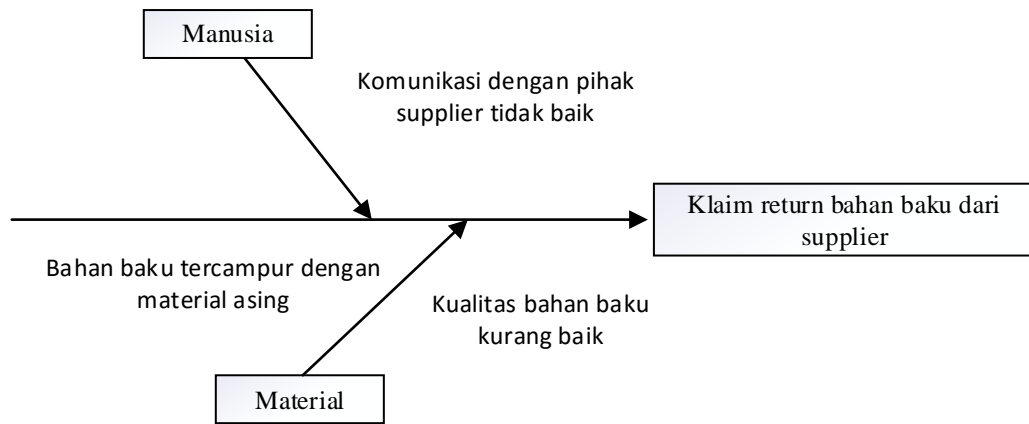 Manusia
Komunikasi dengan pihak
supplier tidak baik
Klaim return bahan baku dari
supplier
Bahan baku tercampur dengan
material asing
Kualitas bahan baku
kurang baik
Material